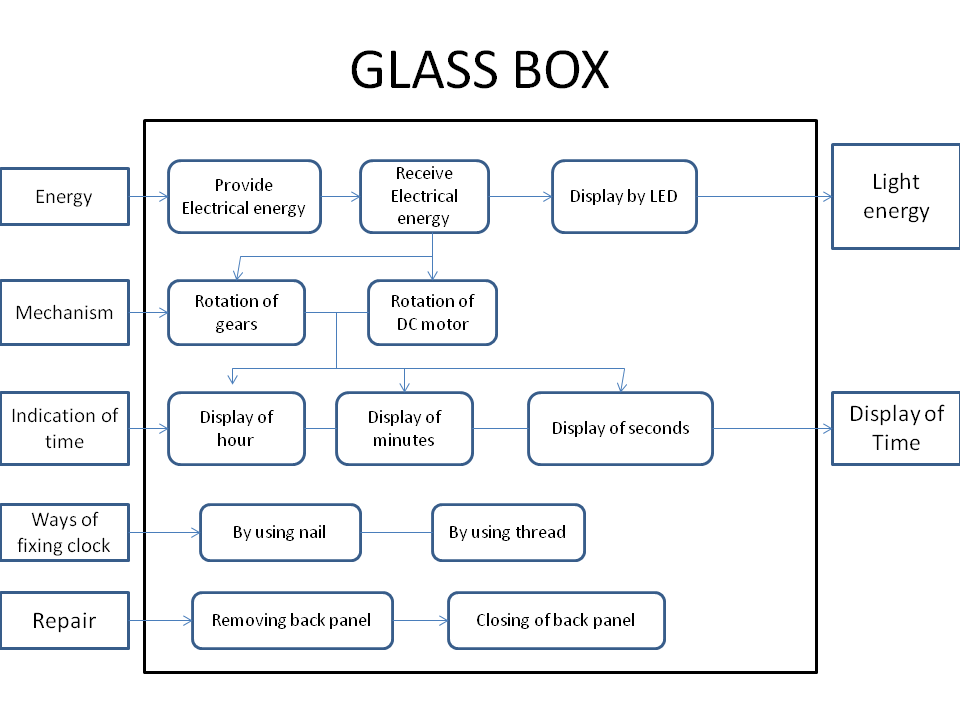 GLASS BOX
Energy
Provide
Electrical energy
Receive
Electrical
energy
Display by LED
Light
energy
Mechanism
Rotation of
gears
Rotation of
DC motor
Indication of
time
Display of
hour
Display of
minutes
Display of seconds
Display of
Time
Ways of
fixing clock
By using nail
By using thread
Repair
Removing back panel
Closing of back panel